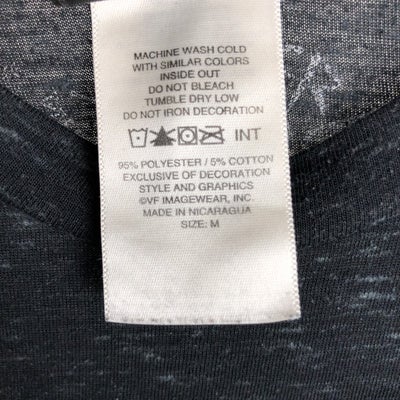 MACHINE WASH COLD
WITH SIMILAR COLORS
INSIDE OUT
DO NOT BLEACH
TUMBLE DRY LOW
DO NOT IRON DECORATION
INT
95% POLYESTER / 5% COTTON
EXCLUSIVE OF DECORATION
STYLE AND GRAPHICS
©VF IMAGEWEAR, INC.
MADE IN NICARAGUA
SIZE: M